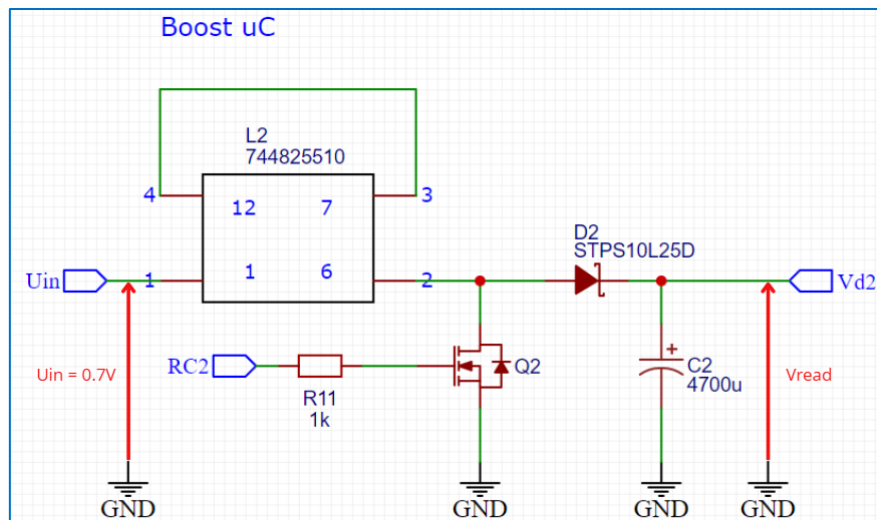 Boost uC
L2
744825510
4
12
7
3
D2
STPS10L25D
Uin
1
1
6
2
Vd2
Uin = 0.7V
RC2
R11
1k
Q2
+
C2
4700u
Vread
GND
GND
GND
GND